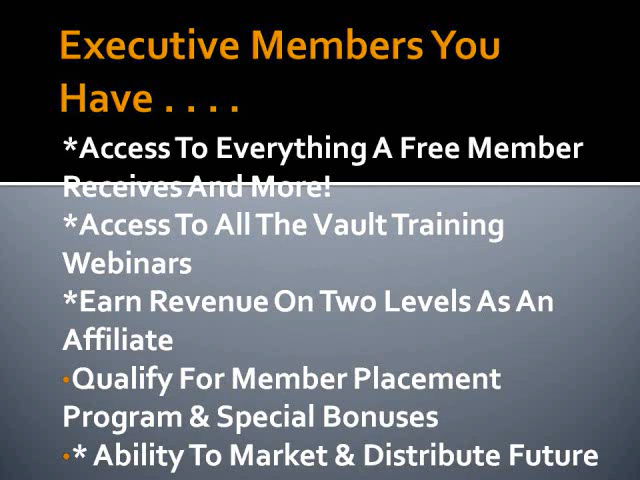 Executive Members You
Have . . . .
*Access To Everything A Free Member
Receives And More!
*Access To All The Vault Training
Webinars
*Earn Revenue On Two Levels As An
Affiliate
•Qualify For Member Placement
Program & Special Bonuses
•* Ability To Market & Distribute Future